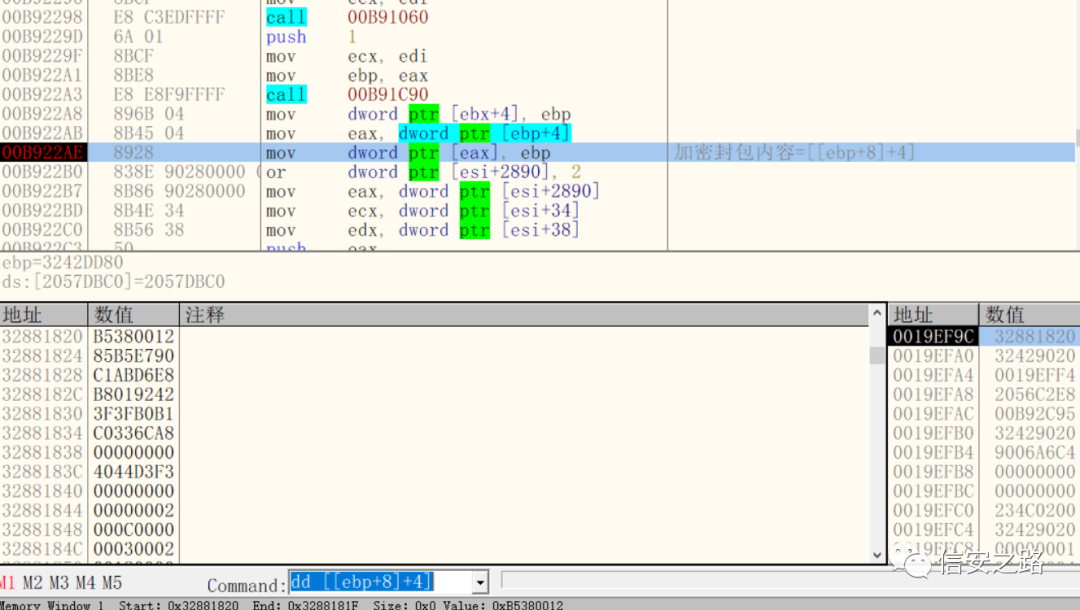 00B92298 E8 C3EDFFFF call 00B91060
00B9229D 6A 01 push 1
00B9229F 8BCF mov ecx, edi
00B922A1 8BE8 mov ebp, eax
00B922A3 E8 E8F9FFFF call 00B91C90
00B922A8 896B 04 mov dword ptr [ebx+4], ebp
00B922AB 8B45 04 mov eax, dword ptr [ebp+4]
00B922AE 8928 mov dword ptr [eax], ebp 加密封包内容=[[ebp+8]+4]
00B922B0 838E 90280000 or dword ptr [esi+2890], 2
00B922B7 8B86 90280000 mov eax, dword ptr [esi+2890]
00B922BD 8B4E 34 mov ecx, dword ptr [esi+34]
00B922C0 8B56 38 mov edx, dword ptr [esi+38]
00B922C3 50 push eax
ebp=3242DD80
ds:[2057DBC0]=2057DBC0
地址 数值 注释
32881820 B5380012
32881824 85B5E790
32881828 C1ABD6E8
3288182C B8019242
32881830 3F3FB0B1
32881834 C0336CA8
32881838 00000000
3288183C 4044D3F3
32881840 00000000
32881844 00000002
32881848 000C0000
3288184C 00030002
地址 数值
0019EF9C 32881820
0019EFA0 32429020
0019EFA4 0019EFF4
0019EFA8 2056C2E8
0019EFAC 00B92C95
0019EFB0 32429020
0019EFB4 9006A6C4
0019EFB8 00000000
0019EFBC 00000000
0019EFC0 234C0200
0019EFC4 32429020
0019EFC8 00000001
信安之路
M1 M2 M3 M4 M5 Command: dd [[ebp+8]+4]
Memory Window 1 Start: 0x32881820 End: 0x3288181F Size: 0x0 Value: 0xB5380012